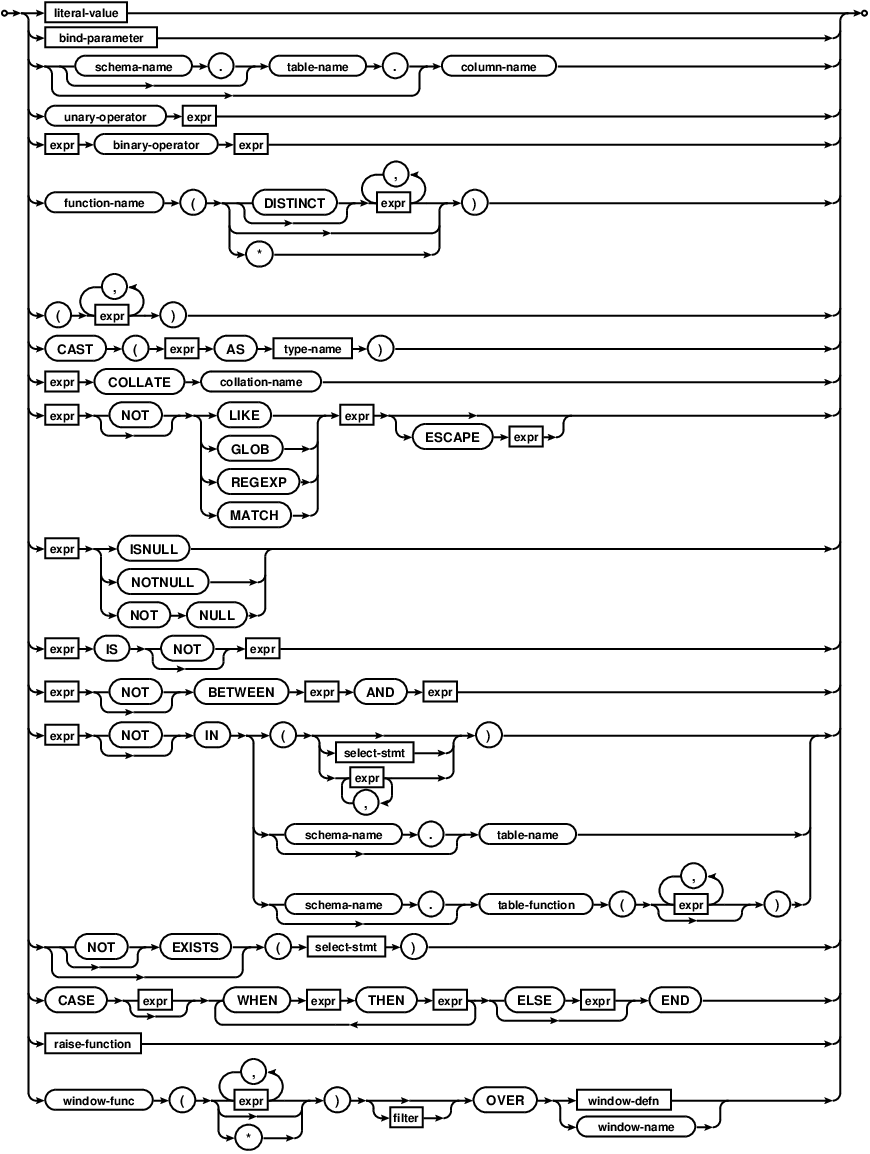 literal-value
bind-parameter
schema-name . table-name . column-name
unary-operator expr
expr binary-operator expr
,
function-name ( DISTINCT expr )
*
,
( expr )
CAST ( expr AS type-name )
expr COLLATE collation-name
expr NOT LIKE expr
GLOB ESCAPE expr
REGEXP
MATCH
expr ISNULL
NOTNULL
NOT NULL
expr IS NOT expr
expr NOT BETWEEN expr AND expr
expr NOT IN ( )
select-stmt
expr
,
schema-name . table-name
,
schema-name . table-function ( expr )
NOT EXISTS ( select-stmt )
CASE expr WHEN expr THEN expr ELSE expr END
raise-function
,
window-func ( expr ) OVER window-defn
filter
* window-name